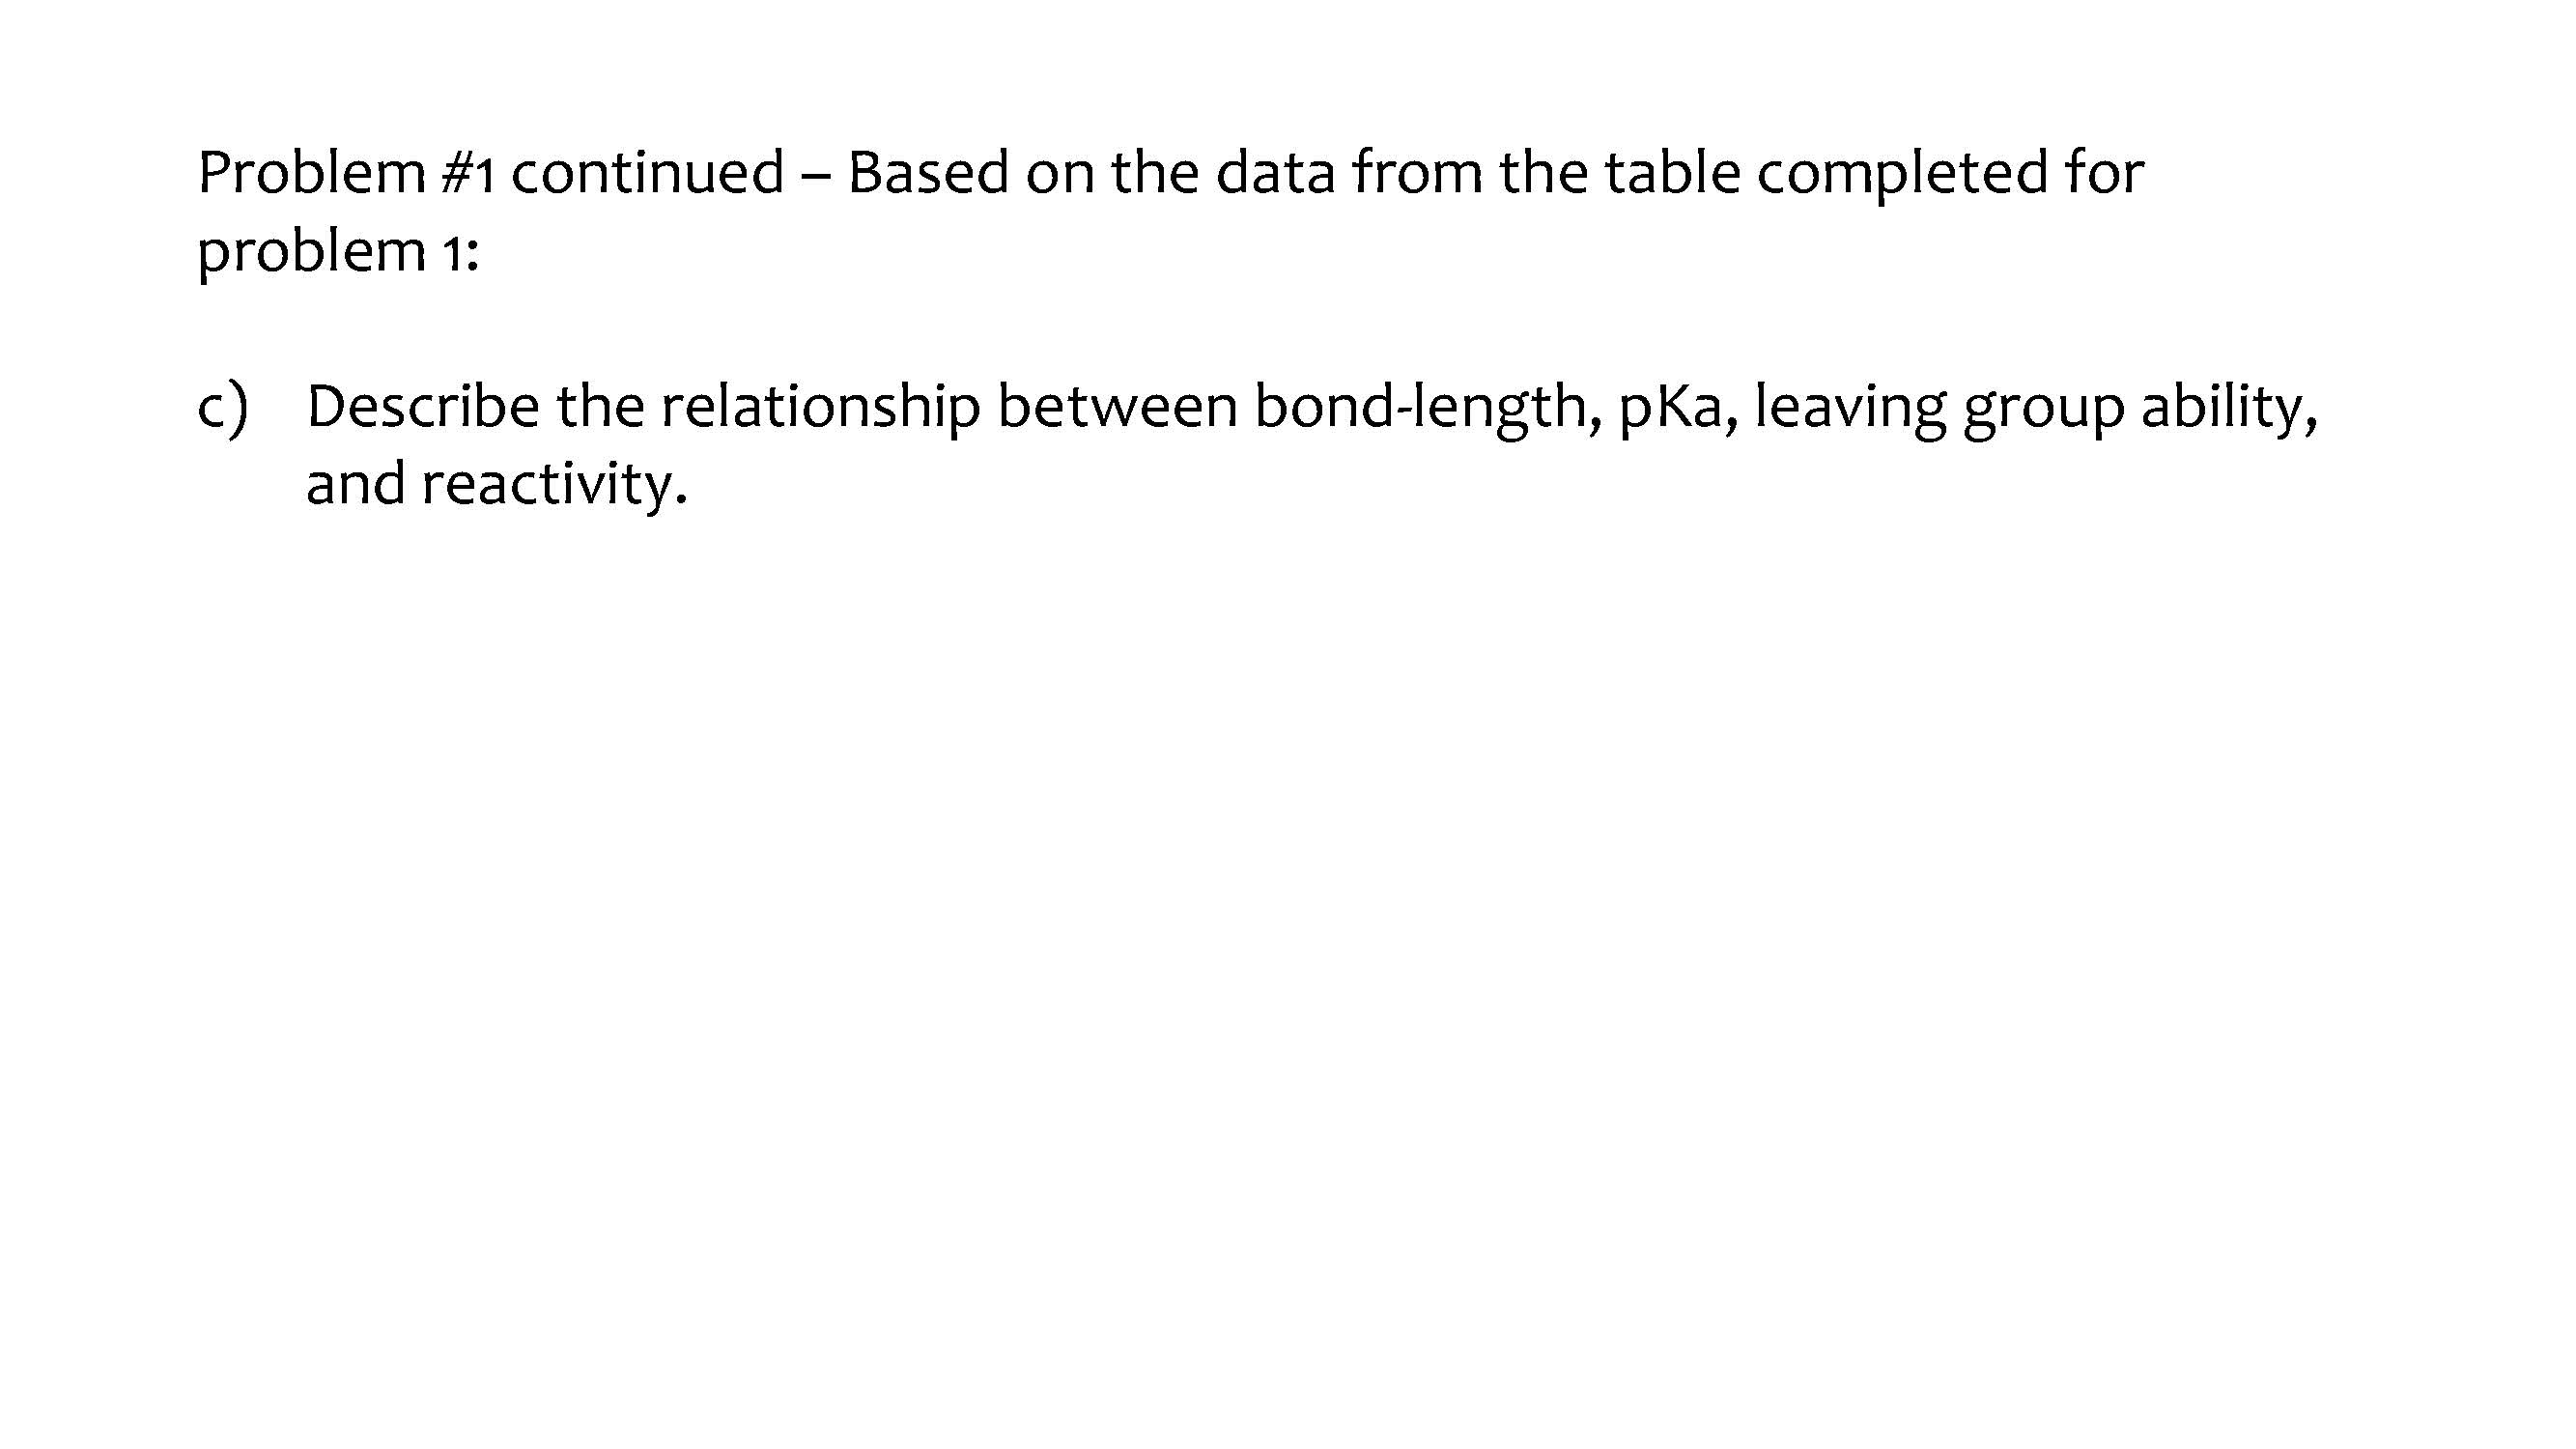 Problem #1 continued – Based on the data from the table completed for
problem 1:
c) Describe the relationship between bond-length, pKa, leaving group ability,
and reactivity.